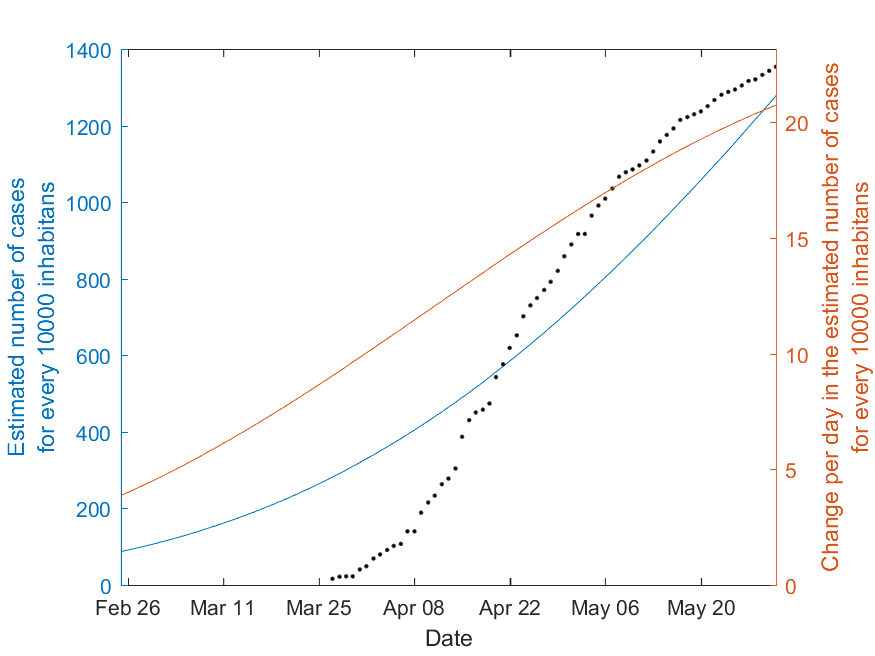 1400
1200
1000
800
600
400
200
0
Estimated number of cases
for every 10000 inhabitans
20
15
10
5
0
Change per day in the estimated number of cases
for every 10000 inhabitans
Feb 26 Mar 11 Mar 25 Apr 08 Apr 22 May 06 May 20
Date